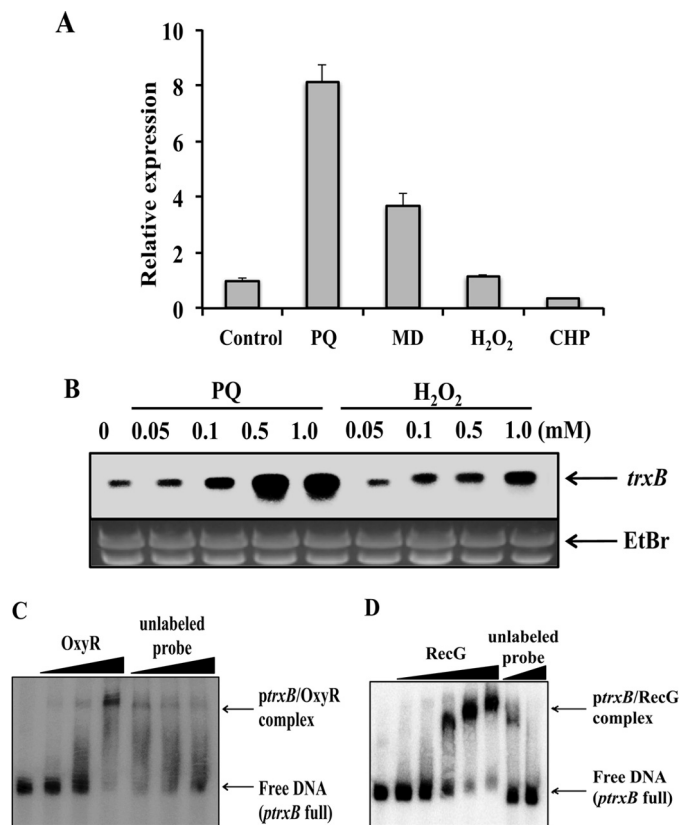 A
Relative expression
10
8
6
4
2
0
Control PQ MD H₂O₂ CHP
B
PQ H₂O₂
0 0.05 0.1 0.5 1.0 0.05 0.1 0.5 1.0 (mM)
trxB
EtBr
C
OxyR
unlabeled
probe
ptrxB/OxyR
complex
Free DNA
(ptrxB full)
D
RecG
unlabeled
probe
ptrxB/RecG
complex
Free DNA
(ptrxB full)